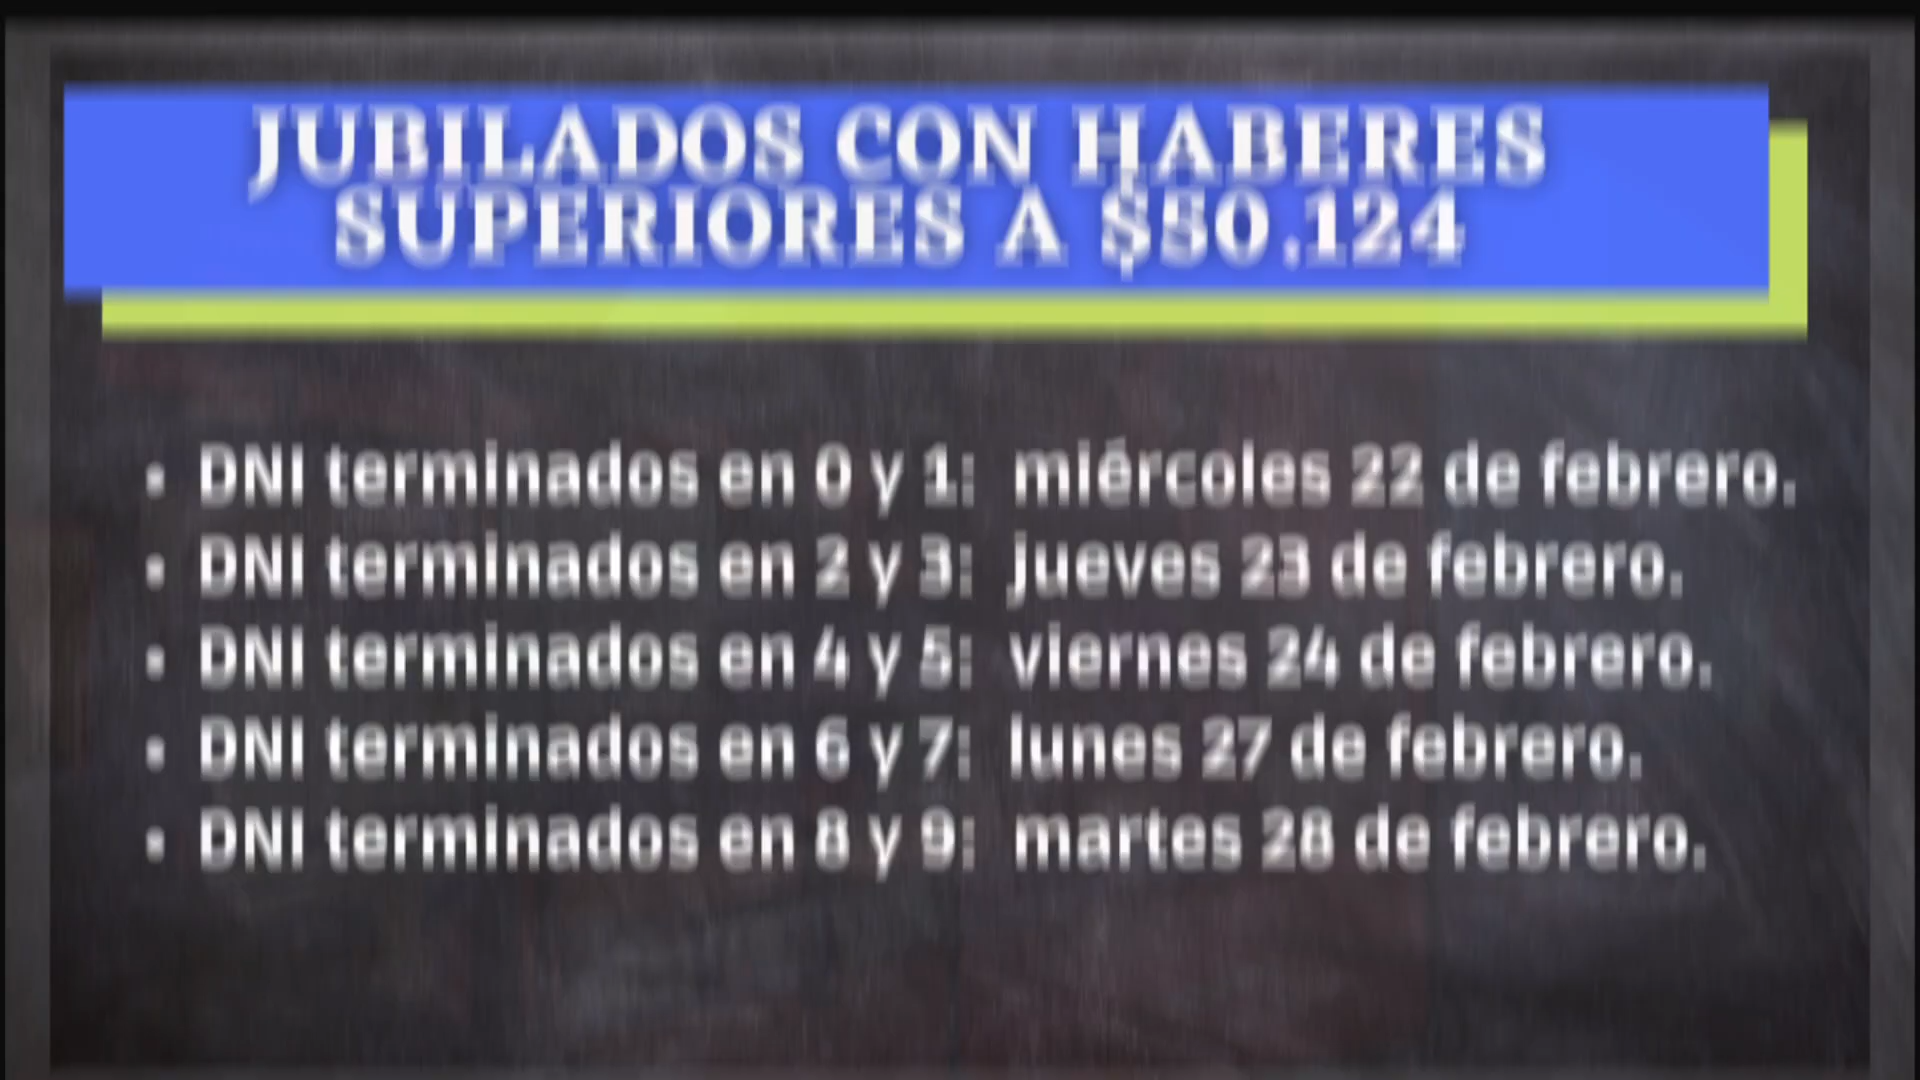 JUBILADOS CON HABERES
SUPERIORES A
• DNI terminados en 0 y 1: miércoles 22 de febrero.
• DNI terminados en 2 y 3: jueves 23 de febrero.
• DNI terminados en 4 y 5: viernes 24 de febrero.
• DNI terminados en 6 y 7: lunes 27 de febrero.
• DNI terminados en 8 y 9: martes 28 de febrero.